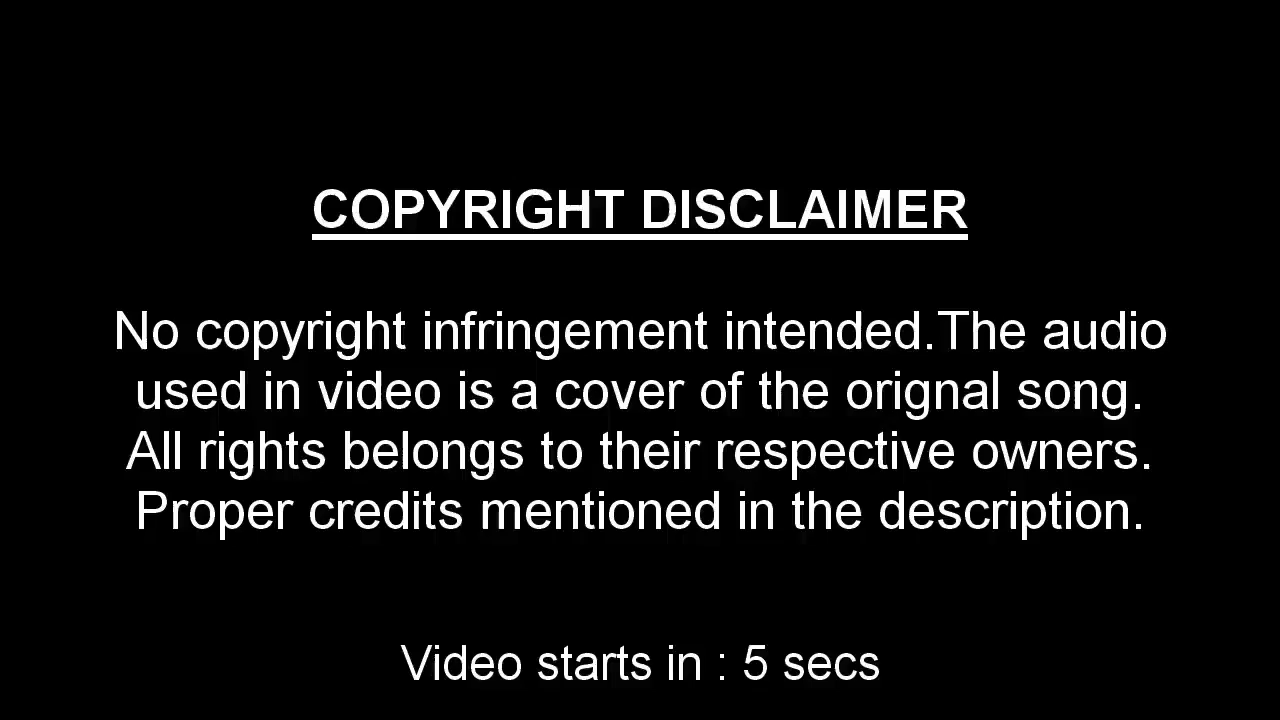 COPYRIGHT DISCLAIMER
No copyright infringement intended.The audio
used in video is a cover of the orignal song.
All rights belongs to their respective owners.
Proper credits mentioned in the description.
Video starts in : 5 secs